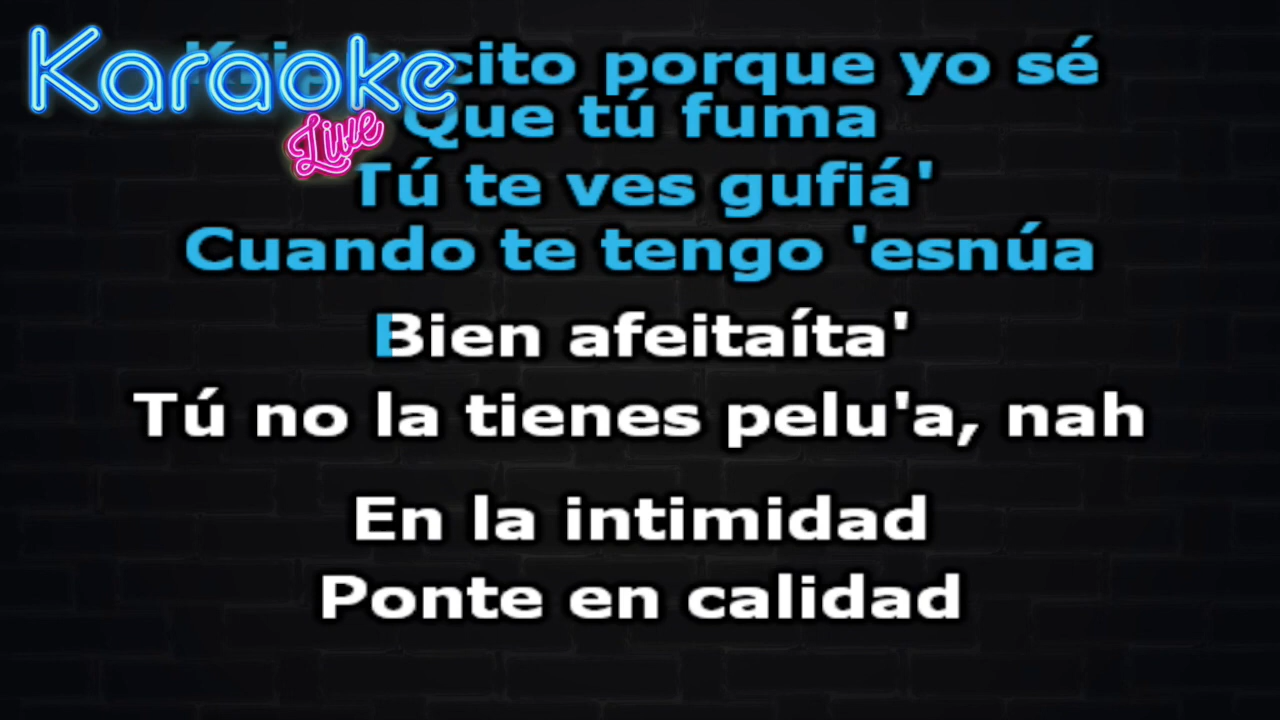 Karaoke
Live
porque yo sé
Que tú fuma
Tú te ves gufiá'
Cuando te tengo 'esnúa
Bien afeitaíta'
Tú no la tienes pelu'a, nah
En la intimidad
Ponte en calidad